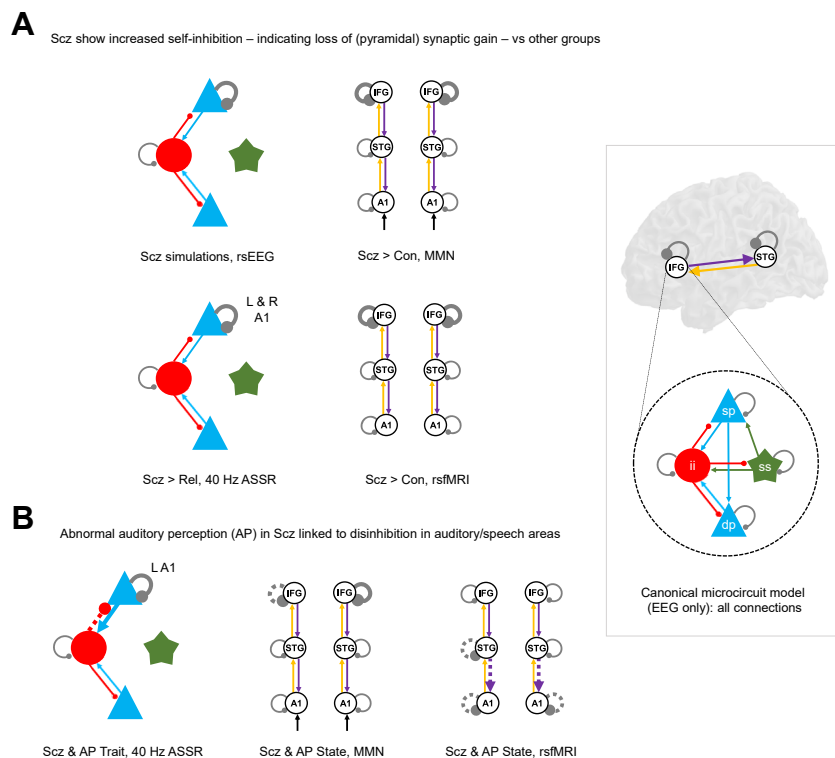 A
Scz show increased self-inhibition – indicating loss of (pyramidal) synaptic gain – vs other groups
IFG IFG
STG STG
A1 A1
Scz simulations, rsEEG
Scz > Con, MMN
L & R
A1
IFG IFG
STG STG
A1 A1
Scz > Rel, 40 Hz ASSR
Scz > Con, rsfMRI
B
Abnormal auditory perception (AP) in Scz linked to disinhibition in auditory/speech areas
L A1
IFG IFG
STG STG
A1 A1
IFG IFG
STG STG
A1 A1
Scz & AP Trait, 40 Hz ASSR
Scz & AP State, MMN
Scz & AP State, rsfMRI
IFG
STG
sp
ii
ss
dp
Canonical microcircuit model
(EEG only): all connections